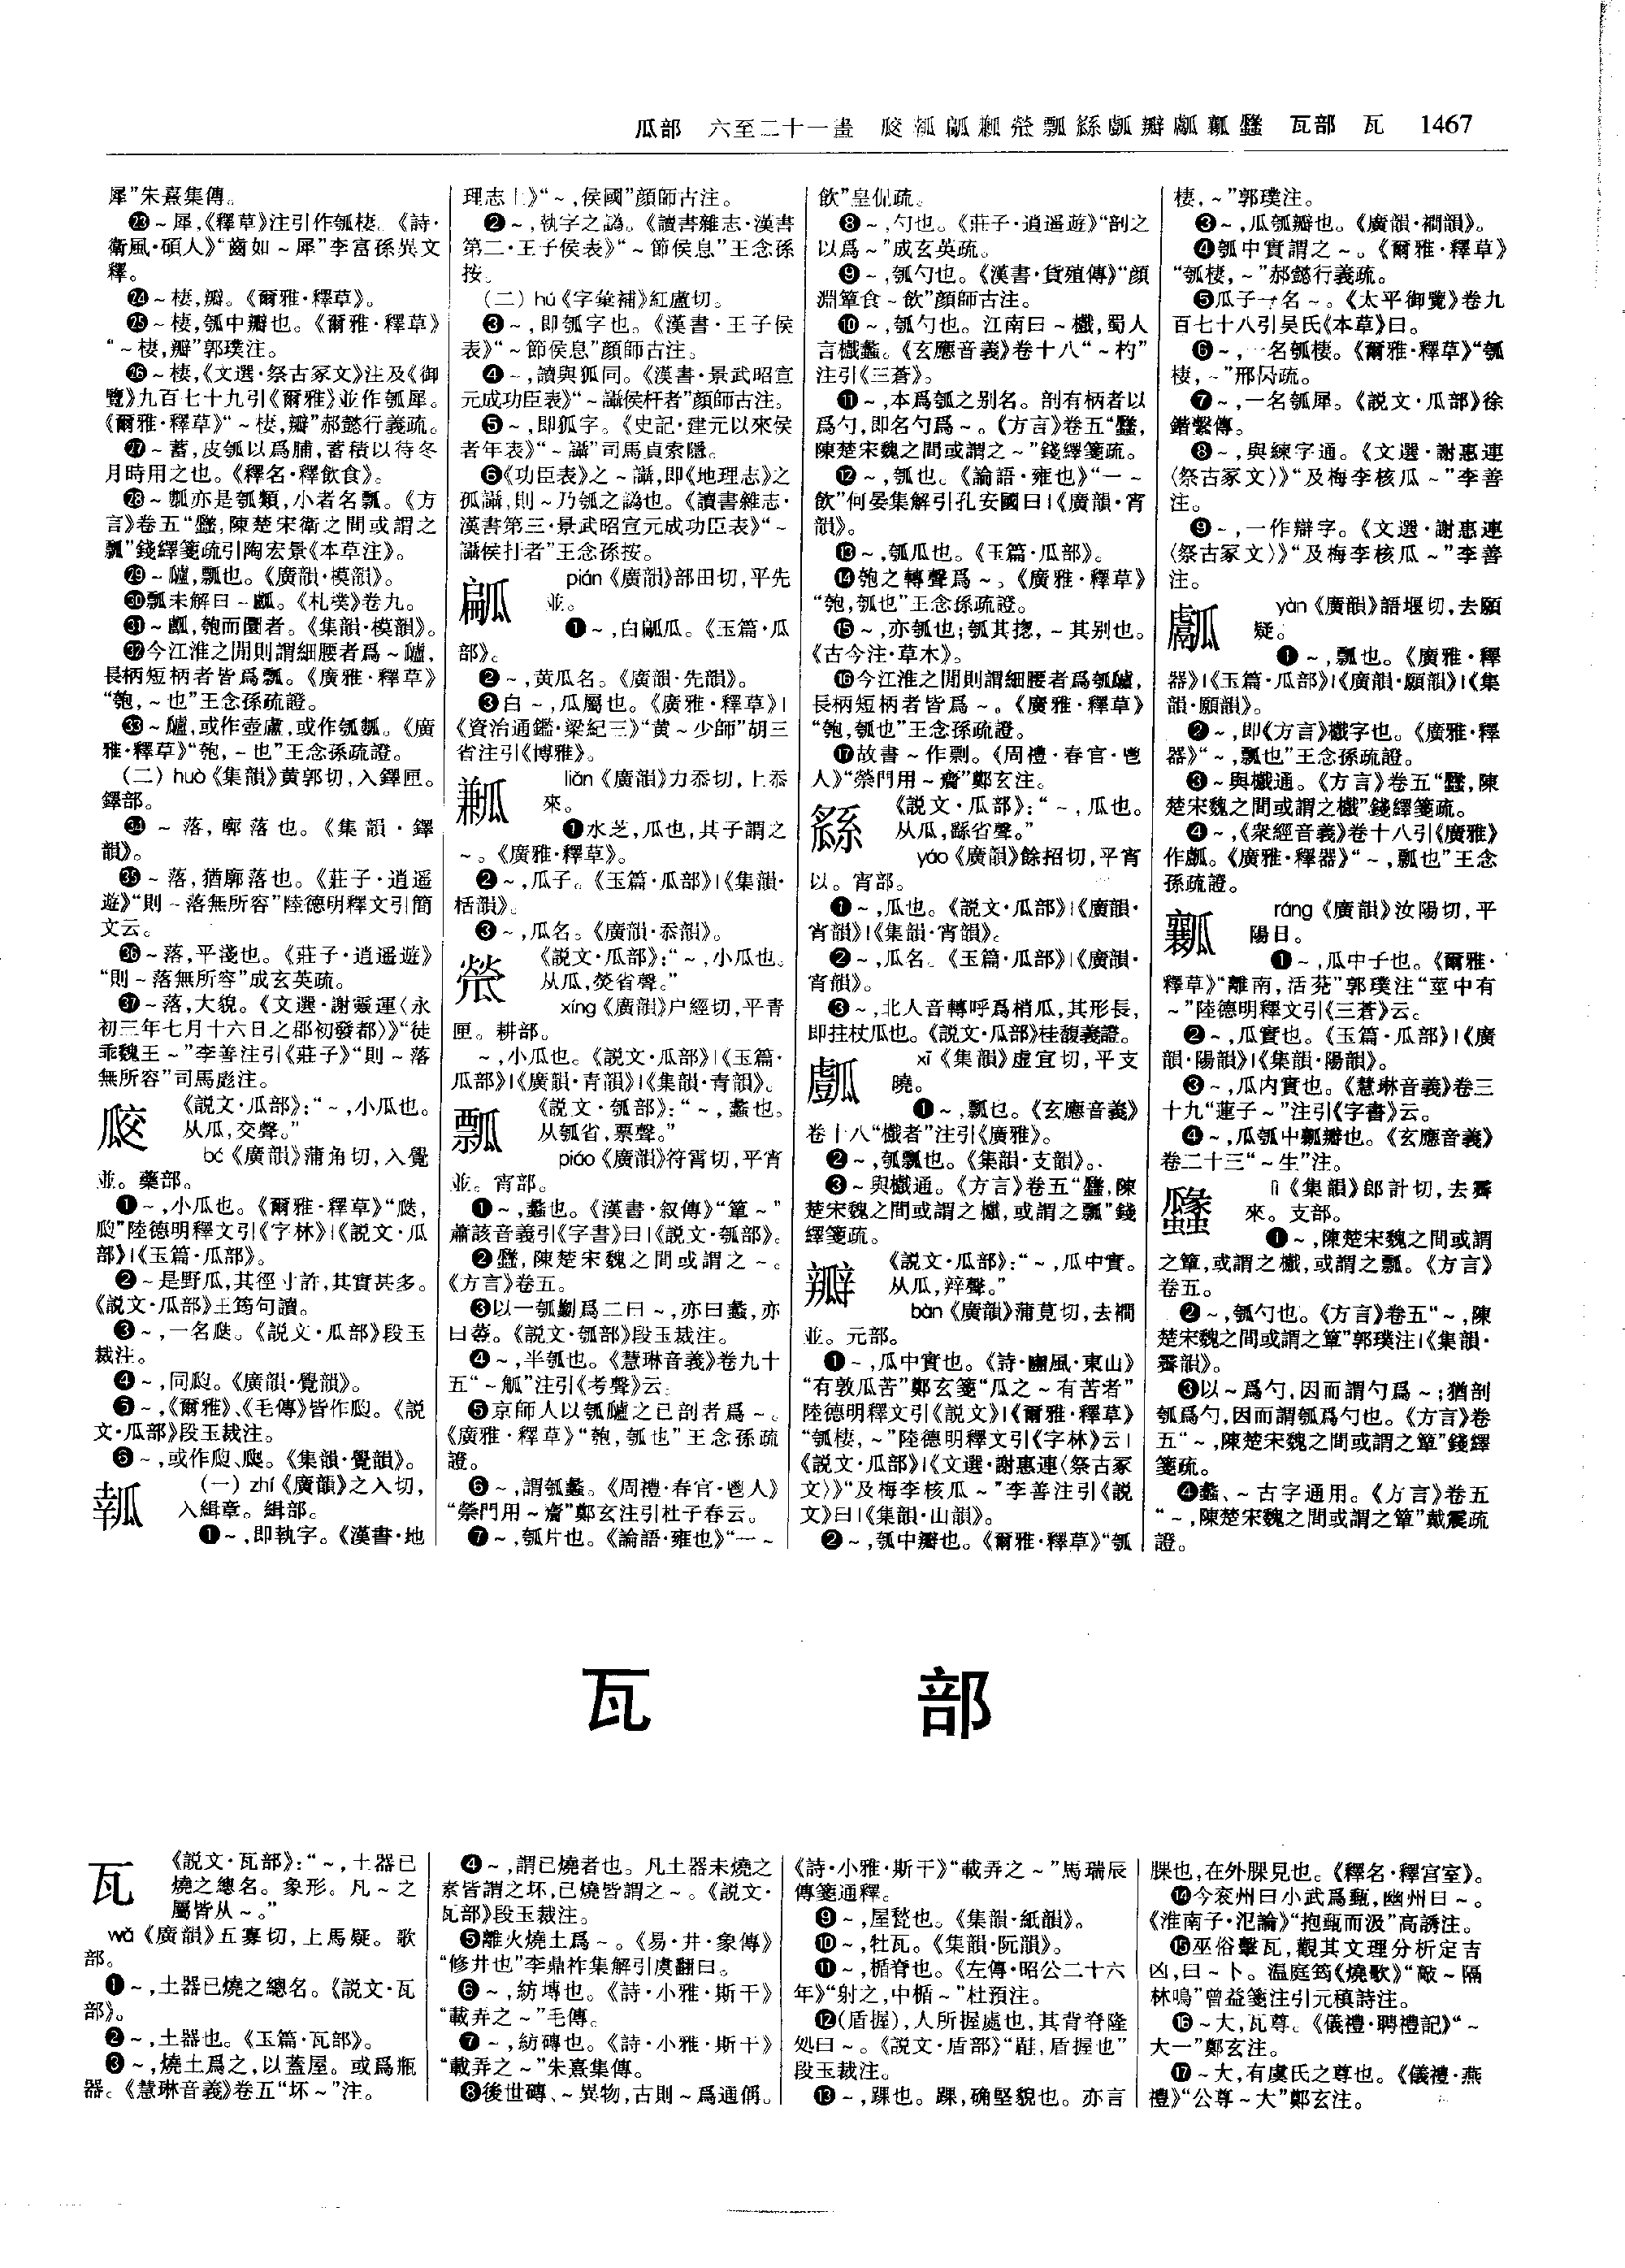 瓜部 六至二十一畫 㼎瓡㼐㼓㼕瓢䌛㼖瓣㼝瓤蠡 瓦部 瓦 1467
犀”朱熹集傳。
㉓～犀,《釋草》注引作瓠棲。《詩·
衛風·碩人》“齒如～犀”李富孫異文
釋。
㉔～棲,瓣。《爾雅·釋草》。
㉕～棲,瓠中瓣也。《爾雅·釋草》
“～棲,瓣”郭璞注。
㉖～棲,《文選·祭古冢文》注及《御
覽》九百七十九引《爾雅》並作瓠犀。
《爾雅·釋草》“～棲,瓣”郝懿行義疏。
㉗～蓄,皮瓠以爲脯,蓄積以待冬
月時用之也。《釋名·釋飲食》。
㉘～瓢亦是瓠類,小者名瓢。《方
言》卷五“㼖,陳楚宋衛之間或謂之
瓢”錢繹箋疏引陶宏景《本草注》。
㉙～㼄,瓢也。《廣韻·模韻》。
㉚瓢未解曰～㼄。《札樸》卷九。
㉛～㼄,匏而圜者。《集韻·模韻》。
㉜今江淮之閒則謂細腰者爲～㼄,
長柄短柄者皆爲瓢。《廣雅·釋草》
“匏,～也”王念孫疏證。
㉝～㼄,或作壺盧,或作瓠瓤。《廣
雅·釋草》“匏,～也”王念孫疏證。
（二）huò《集韻》黄郭切,入鐸匣。
鐸部。
㉞～落,廓落也。《集韻·鐸
韻》。
㉟～落,猶廓落也。《莊子·逍遥
遊》“則～落無所容”陸德明釋文引簡
文云。
㊱～落,平淺也。《莊子·逍遥遊》
“則～落無所容”成玄英疏。
㊲～落,大貌。《文選·謝靈運〈永
初三年七月十六日之郡初發都〉》“徒
乖魏王～”李善注引《莊子》“則～落
無所容”司馬彪注。
㼎
《説文·瓜部》:“～,小瓜也。
从瓜,交聲。”
bó《廣韻》蒲角切,入覺
並。藥部。
❶～,小瓜也。《爾雅·釋草》“瓞,
瓝”陸德明釋文引《字林》|《説文·瓜
部》|《玉篇·瓜部》。
❷～是野瓜,其徑寸許,其實甚多。
《説文·瓜部》王筠句讀。
❸～,一名瓞。《説文·瓜部》段玉
裁注。
❹～,同瓝。《廣韻·覺韻》。
❺～,《爾雅》、《毛傳》皆作瓝。《説
文·瓜部》段玉裁注。
❻～,或作瓝、㼎。《集韻·覺韻》。
瓡
（一）zhí《廣韻》之入切,
入緝章。緝部。
❶～,即執字。《漢書·地
理志上》“～,侯國”顔師古注。
❷～,執字之譌。《讀書雜志·漢書
第二·王子侯表》“～節侯息”王念孫
按。
（二）hú《字彙補》紅盧切。
❸～,即瓠字也。《漢書·王子侯
表》“～節侯息”顔師古注。
❹～,讀與狐同。《漢書·景武昭宣
元成功臣表》“～讘侯杆者”顔師古注。
❺～,即狐字。《史記·建元以來侯
者年表》“～讘”司馬貞索隱。
❻《功臣表》之～讘,即《地理志》之
孤讘,則～乃瓠之譌也。《讀書雜志·
漢書第三·景武昭宣元成功臣表》“～
讘侯扞者”王念孫按。
㼐
pián《廣韻》部田切,平先
並。
❶～,白㼐瓜。《玉篇·瓜
部》。
❷～,黄瓜名。《廣韻·先韻》。
❸白～,瓜屬也。《廣雅·釋草》|
《資治通鑑·梁紀三》“黄～少師”胡三
省注引《博雅》。
㼓
liǎn《廣韻》力忝切,上忝
來。
❶水芝,瓜也,其子謂之
～。《廣雅·釋草》。
❷～,瓜子。《玉篇·瓜部》|《集韻·
栝韻》。
❸～,瓜名。《廣韻·忝韻》。
㼕
《説文·瓜部》:“～,小瓜也。
从瓜,熒省聲。”
xíng《廣韻》户經切,平青
匣。耕部。
～,小瓜也。《説文·瓜部》|《玉篇·
瓜部》|《廣韻·青韻》|《集韻·青韻》。
瓢
《説文·瓠部》:“～,蠡也。
从瓠省,票聲。”
piáo《廣韻》符霄切,平宵
並。宵部。
❶～,蠡也。《漢書·叙傳》“簞～”
蕭該音義引《字書》曰|《説文·瓠部》。
❷㼖,陳楚宋魏之間或謂之～。
《方言》卷五。
❸以一瓠劙爲二曰～,亦曰蠡,亦
曰㢱。《説文·瓠部》段玉裁注。
❹～,半瓠也。《慧琳音義》卷九十
五“～觚”注引《考聲》云。
❺京師人以瓠㼄之已剖者爲～。
《廣雅·釋草》“匏,瓠也”王念孫疏
證。
❻～,謂瓠蠡。《周禮·春官·鬯人》
“禜門用～齎”鄭玄注引杜子春云。
❼～,瓠片也。《論語·雍也》“一～
飲”皇侃疏。
❽～,勺也。《莊子·逍遥遊》“剖之
以爲～”成玄英疏。
❾～,瓠勺也。《漢書·貨殖傳》“顔
淵簞食～飲”顔師古注。
❿～,瓠勺也。江南曰～㰕,蜀人
言㰕蠡。《玄應音義》卷十八“～杓”
注引《三蒼》。
⓫～,本爲瓠之别名。剖有柄者以
爲勺,即名勺爲～。《方言》卷五“㼖,
陳楚宋魏之間或謂之～”錢繹箋疏。
⓬～,瓠也。《論語·雍也》“一～
飲”何晏集解引孔安國曰|《廣韻·宵
韻》。
⓭～,瓠瓜也。《玉篇·瓜部》。
⓮匏之轉聲爲～。《廣雅·釋草》
“匏,瓠也”王念孫疏證。
⓯～,亦瓠也;瓠其揔,～其别也。
《古今注·草木》。
⓰今江淮之閒則謂細腰者爲瓠㼄,
長柄短柄者皆爲～。《廣雅·釋草》
“匏,瓠也”王念孫疏證。
⓱故書～作剽。《周禮·春官·鬯
人》“禜門用～齎”鄭玄注。
《説文·瓜部》:“～,瓜也。
从瓜,䌛省聲。”
yáo《廣韻》餘招切,平宵
以。宵部。
❶～,瓜也。《説文·瓜部》|《廣韻·
宵韻》|《集韻·宵韻》。
❷～,瓜名。《玉篇·瓜部》|《廣韻·
宵韻》。
❸～,北人音轉呼爲梢瓜,其形長,
即拄杖瓜也。《説文·瓜部》桂馥義證。
xī《集韻》虚宜切,平支
曉。
❶～,瓢也。《玄應音義》
卷十八“㰕者”注引《廣雅》。
❷～,瓠瓢也。《集韻·支韻》。
❸～與㰕通。《方言》卷五“㼖,陳
楚宋魏之間或謂之㰕,或謂之瓢”錢
繹箋疏。
瓣
《説文·瓜部》:“～,瓜中實。
从瓜,辡聲。”
bàn《廣韻》蒲莧切,去襇
並。元部。
❶～,瓜中實也。《詩·豳風·東山》
“有敦瓜苦”鄭玄箋“瓜之～有苦者”
陸德明釋文引《説文》|《爾雅·釋草》
“瓠棲,～”陸德明釋文引《字林》云|
《説文·瓜部》|《文選·謝惠連〈祭古冢
文〉》“及梅李核瓜～”李善注引《説
文》曰|《集韻·山韻》。
❷～,瓠中瓣也。《爾雅·釋草》“瓠
棲,～”郭璞注。
❸～,瓜瓠瓣也。《廣韻·襇韻》。
❹瓠中實謂之～。《爾雅·釋草》
“瓠棲,～”郝懿行義疏。
❺瓜子一名～。《太平御覽》卷九
百七十八引吴氏《本草》曰。
❻～,一名瓠棲。《爾雅·釋草》“瓠
棲,～”邢昺疏。
❼～,一名瓠犀。《説文·瓜部》徐
鍇繫傳。
❽～,與練字通。《文選·謝惠連
〈祭古冢文〉》“及梅李核瓜～”李善
注。
❾～,一作辯字。《文選·謝惠連
〈祭古冢文〉》“及梅李核瓜～”李善
注。
yàn《廣韻》語堰切,去願
疑。
❶～,瓢也。《廣雅·釋
器》|《玉篇·瓜部》|《廣韻·願韻》|《集
韻·願韻》。
❷～,即《方言》㰕字也。《廣雅·釋
器》“～,瓢也”王念孫疏證。
❸～與㰕通。《方言》卷五“㼖,陳
楚宋魏之間或謂之㰕”錢繹箋疏。
❹～,《衆經音義》卷十八引《廣雅》
作㼖。《廣雅·釋器》“～,瓢也”王念
孫疏證。
瓤
ráng《廣韻》汝陽切,平
陽日。
❶～,瓜中子也。《爾雅·
釋草》“離南,活莌”郭璞注“莖中有
～”陸德明釋文引《三蒼》云。
❷～,瓜實也。《玉篇·瓜部》|《廣
韻·陽韻》|《集韻·陽韻》。
❸～,瓜内實也。《慧琳音義》卷三
十九“蓮子～”注引《字書》云。
❹～,瓜瓠中瓤瓣也。《玄應音義》
卷二十三“～生”注。
lì《集韻》郎計切,去霽
來。支部。
❶～,陳楚宋魏之間或謂
之簞,或謂之㰕,或謂之瓢。《方言》
卷五。
❷～,瓠勺也。《方言》卷五“～,陳
楚宋魏之間或謂之簞”郭璞注|《集韻·
霽韻》。
❸以～爲勺,因而謂勺爲～;猶剖
瓠爲勺,因而謂瓠爲勺也。《方言》卷
五“～,陳楚宋魏之間或謂之簞”錢繹
箋疏。
❹蠡、～古字通用。《方言》卷五
“～,陳楚宋魏之間或謂之簞”戴震疏
證。
瓦 部
瓦
《説文·瓦部》:“～,土器已
燒之總名。象形。凡～之
屬皆从～。”
wǎ《廣韻》五寡切,上馬疑。歌
部。
❶～,土器已燒之總名。《説文·瓦
部》。
❷～,土器也。《玉篇·瓦部》。
❸～,燒土爲之,以蓋屋。或爲瓶
器。《慧琳音義》卷五“坏～”注。
❹～,謂已燒者也。凡土器未燒之
素皆謂之坏,已燒皆謂之～。《説文·
瓦部》段玉裁注。
❺離火燒土爲～。《易·井·象傳》
“修井也”李鼎祚集解引虞翻曰。
❻～,紡塼也。《詩·小雅·斯干》
“載弄之～”毛傳。
❼～,紡磚也。《詩·小雅·斯干》
“載弄之～”朱熹集傳。
❽後世磚、～異物,古則～爲通偁。
《詩·小雅·斯干》“載弄之～”馬瑞辰
傳箋通釋。
❾～,屋甃也。《集韻·紙韻》。
❿～,牡瓦。《集韻·阮韻》。
⓫～,楯脊也。《左傳·昭公二十六
年》“射之,中楯～”杜預注。
⓬(盾握),人所握處也,其背脊隆
処曰～。《説文·盾部》“䩅,盾握也”
段玉裁注。
⓭～,踝也。踝,确堅貌也。亦言
腂也,在外腂見也。《釋名·釋宫室》。
⓮今兖州曰小武爲甄,幽州曰～。
《淮南子·氾論》“抱甄而汲”高誘注。
⓯巫俗擊瓦,觀其文理分析定吉
凶,曰～卜。温庭筠《燒歌》“敲～隔
林鳴”曾益箋注引元稹詩注。
⓰～大,瓦尊。《儀禮·聘禮記》“～
大一”鄭玄注。
⓱～大,有虞氏之尊也。《儀禮·燕
禮》“公尊～大”鄭玄注。